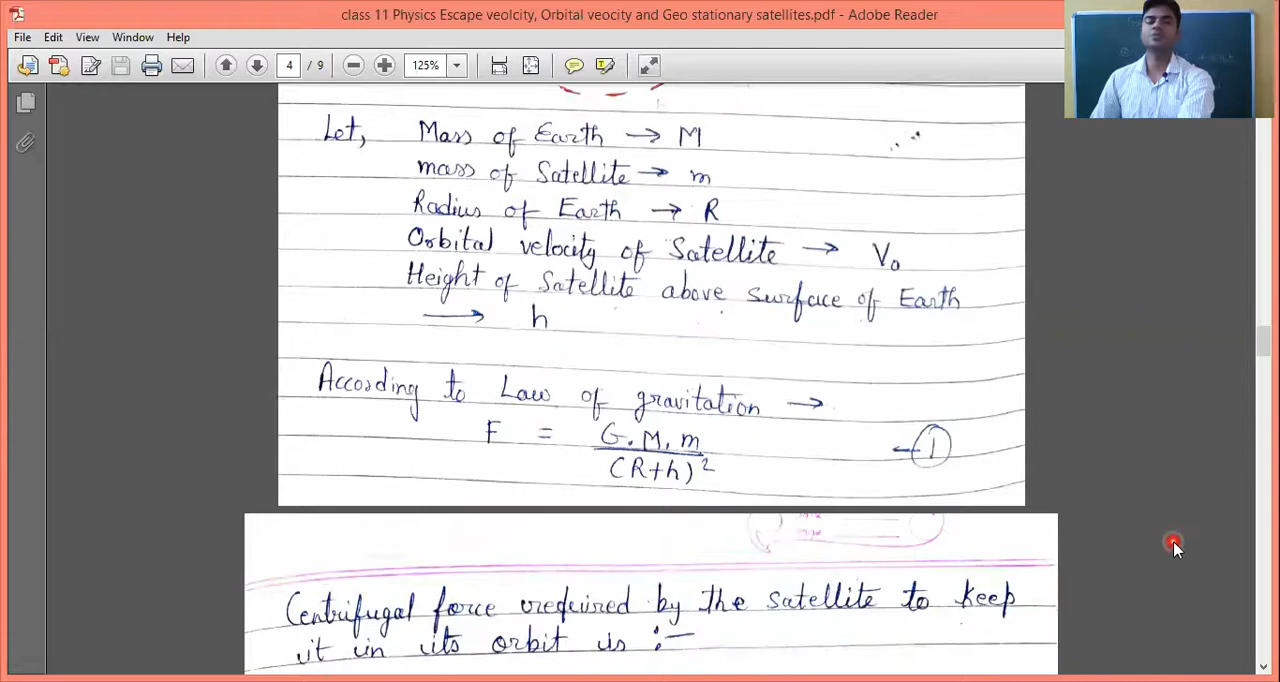 class 11 Physics Escape veolcity, Orbital veocity and Geo stationary satellites.pdf - Adobe Reader
File Edit View Window Help
4 / 9 125%
Let, Mass of Earth → M
mass of Satellite → m
Radius of Earth → R
Orbital velocity of Satellite → V₀
Height of Satellite above surface of Earth
→ h
According to Law of gravitation →
F = G.M.m / (R+h)² ← 1
Centrifugal force required by the satellite to keep
it in its orbit is :-